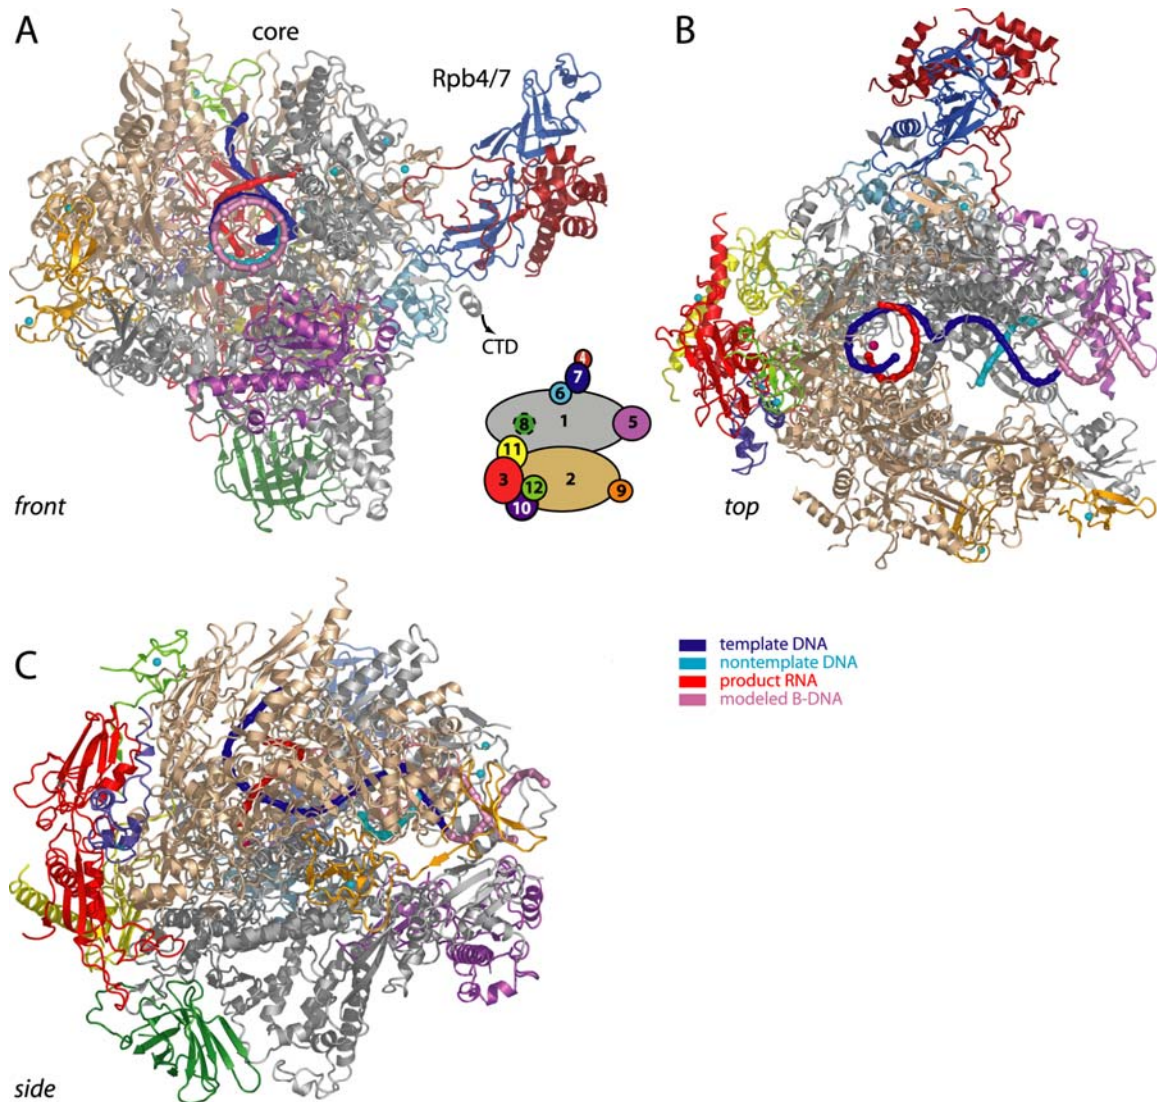 A
core
Rpb4/7
B
CTD
4
7
6
8
1
5
11
3
12
2
9
10
front
top
C
template DNA
nontemplate DNA
product RNA
modeled B-DNA
side